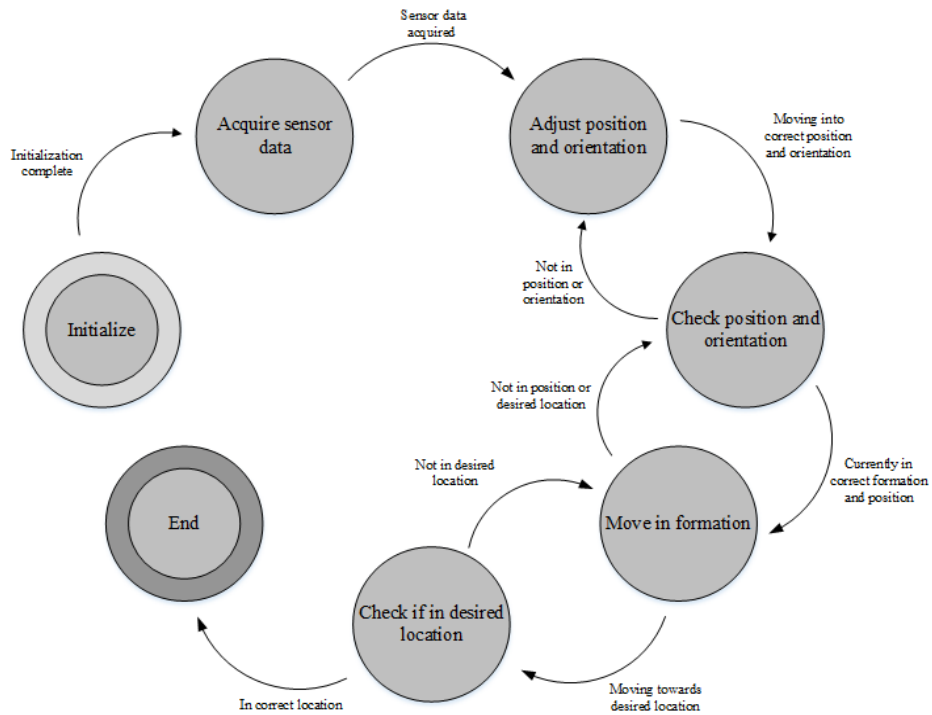 Sensor data
acquired
Acquire sensor
data
Adjust position
and orientation
Moving into
correct position
and orientation
Initialization
complete
Not in
position or
orientation
Initialize
Check position and
orientation
Not in position or
desired location
Not in desired
location
Currently in
correct formation
and position
End
Move in formation
Check if in desired
location
In correct location
Moving towards
desired location